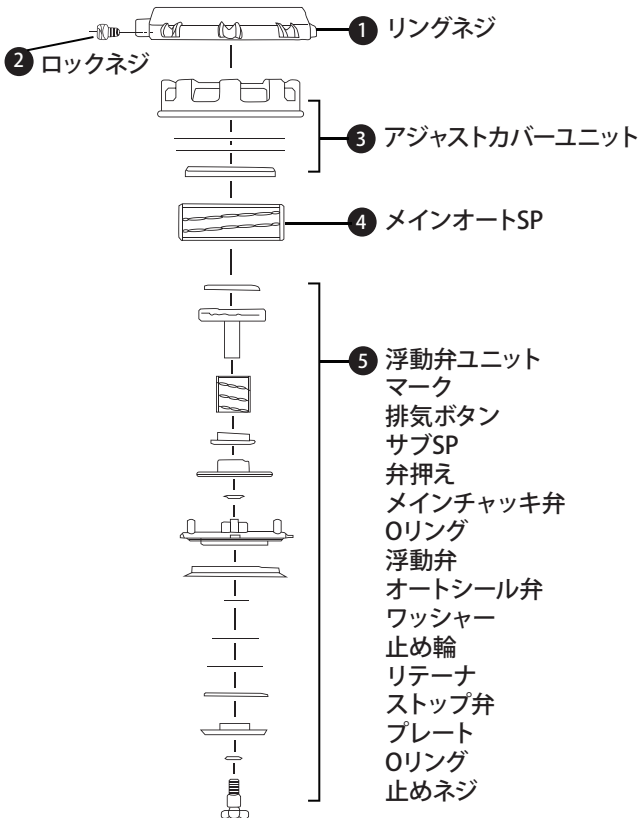 1 リングネジ
2 ロックネジ
3 アジャストカバーユニット
4 メインオートSP
5 浮動弁ユニット
マーク
排気ボタン
サブSP
弁押え
メインチャッキ弁
Oリング
浮動弁
オートシール弁
ワッシャー
止め輪
リテーナ
ストップ弁
プレート
Oリング
止めネジ